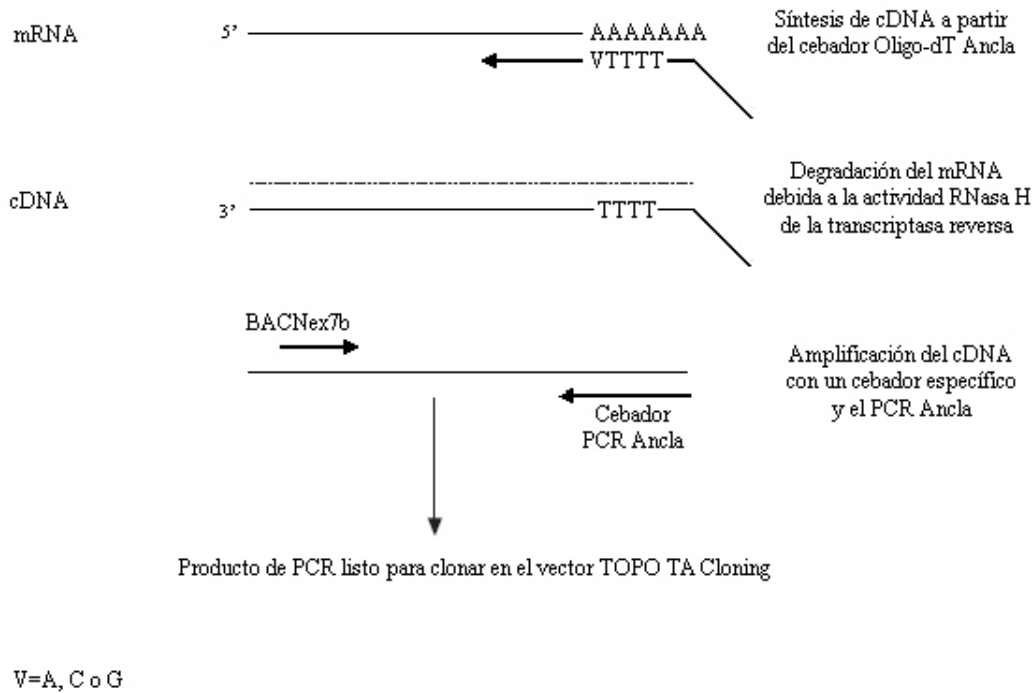 mRNA
5' AAAAAAA
VTTTT
Síntesis de cDNA a partir
del cebador Oligo-dT Ancla
cDNA
3' TTTT
Degradación del mRNA
debida a la actividad RNasa H
de la transcriptasa reversa
BACNex7b
Cebador
PCR Ancla
Amplificación del cDNA
con un cebador específico
y el PCR Ancla
Producto de PCR listo para clonar en el vector TOPO TA Cloning
V=A, C o G